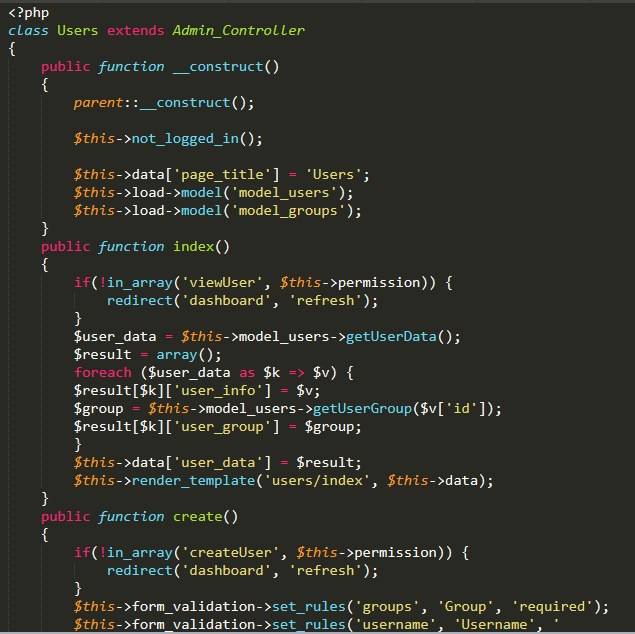 <?php
class Users extends Admin_Controller
{
public function __construct()
{
parent::__construct();
$this->not_logged_in();
$this->data['page_title'] = 'Users';
$this->load->model('model_users');
$this->load->model('model_groups');
}
public function index()
{
if(!in_array('viewUser', $this->permission)) {
redirect('dashboard', 'refresh');
}
$user_data = $this->model_users->getUserData();
$result = array();
foreach ($user_data as $k => $v) {
$result[$k]['user_info'] = $v;
$group = $this->model_users->getUserGroup($v['id']);
$result[$k]['user_group'] = $group;
}
$this->data['user_data'] = $result;
$this->render_template('users/index', $this->data);
}
public function create()
{
if(!in_array('createUser', $this->permission)) {
redirect('dashboard', 'refresh');
}
$this->form_validation->set_rules('groups', 'Group', 'required');
$this->form_validation->set_rules('username', 'Username', '